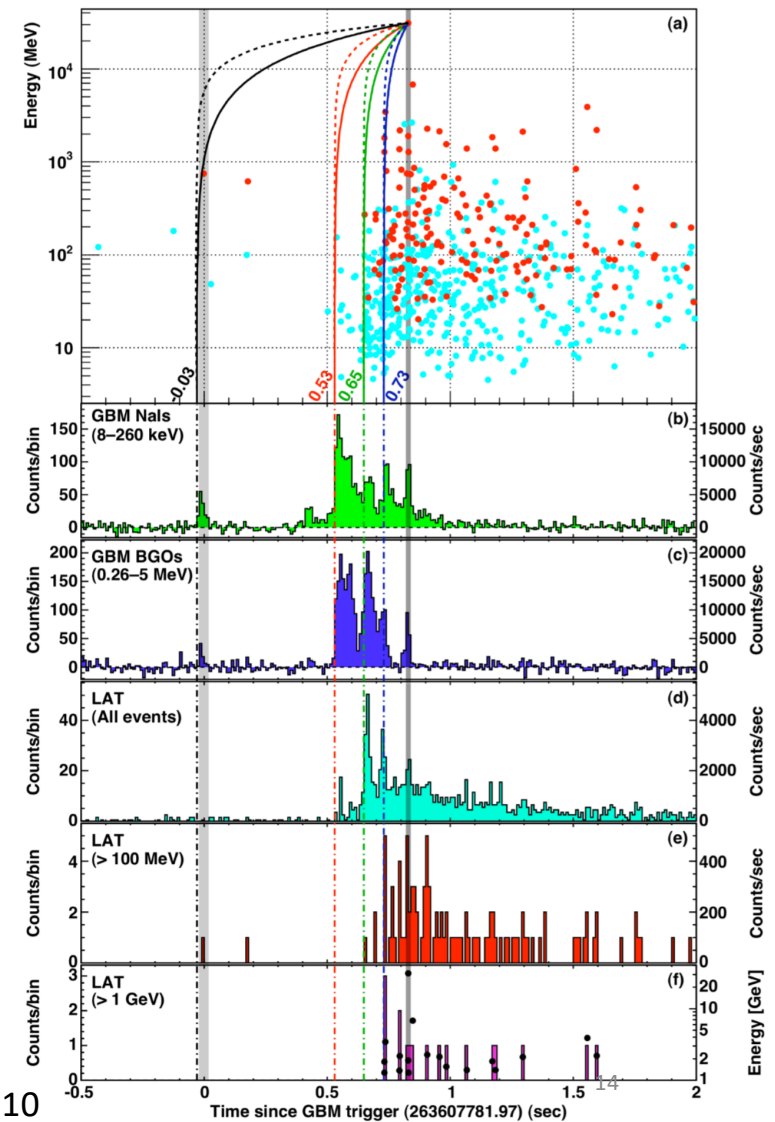 (a)
Energy (MeV)
10⁴
10³
10²
10
-0.03
0.53
0.65
0.73
GBM NaIs
(8–260 keV)
(b)
Counts/bin
150
100
50
0
15000
10000
5000
0
Counts/sec
GBM BGOs
(0.26–5 MeV)
(c)
Counts/bin
200
150
100
50
0
20000
15000
10000
5000
0
Counts/sec
LAT
(All events)
(d)
Counts/bin
40
20
0
4000
2000
0
Counts/sec
LAT
(> 100 MeV)
(e)
Counts/bin
4
2
0
400
200
0
Counts/sec
LAT
(> 1 GeV)
(f)
Counts/bin
3
2
1
0
20
10
5
2
1
Energy [GeV]
-0.5
0
0.5
1
1.5
2
14
Time since GBM trigger (263607781.97) (sec)
10